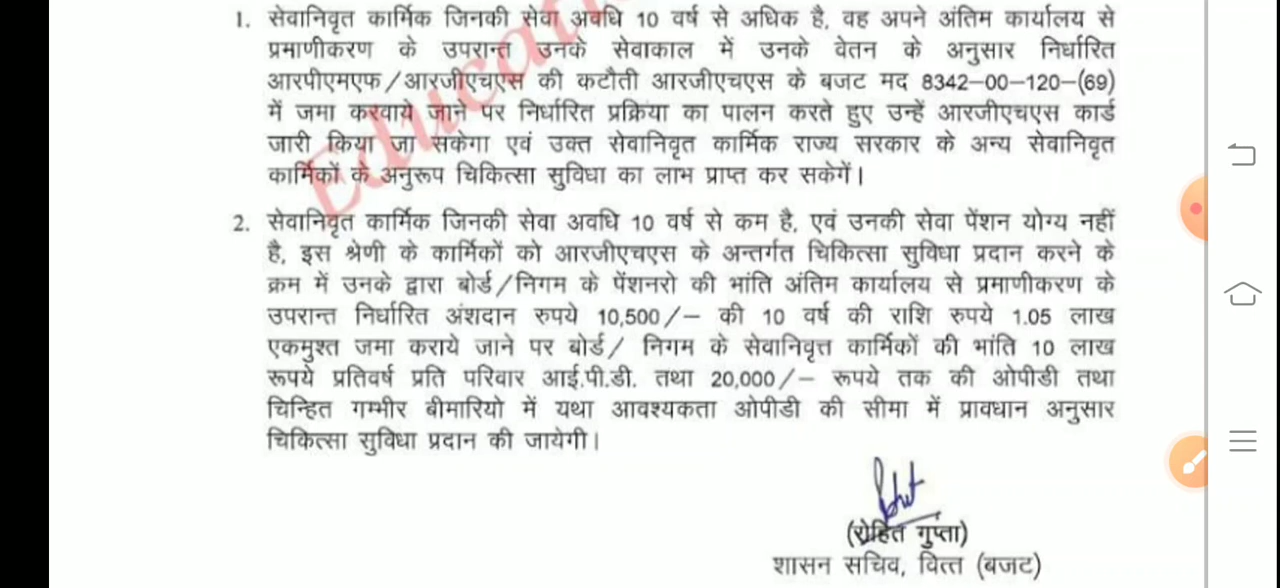 1. सेवानिवृत कार्मिक जिनकी सेवा अवधि 10 वर्ष से अधिक है, वह अपने अंतिम कार्यालय से
प्रमाणीकरण के उपरान्त उनके सेवाकाल में उनके वेतन के अनुसार निर्धारित
आरपीएमएफ/आरजीएचएस की कटौती आरजीएचएस के बजट मद 8342-00-120-(69)
में जमा करवाये जाने पर निर्धारित प्रक्रिया का पालन करते हुए उन्हें आरजीएचएस कार्ड
जारी किया जा सकेगा एवं उक्त सेवानिवृत कार्मिक राज्य सरकार के अन्य सेवानिवृत
कार्मिकों के अनुरूप चिकित्सा सुविधा का लाभ प्राप्त कर सकेगें।
2. सेवानिवृत कार्मिक जिनकी सेवा अवधि 10 वर्ष से कम है, एवं उनकी सेवा पेंशन योग्य नहीं
है, इस श्रेणी के कार्मिकों को आरजीएचएस के अन्तर्गत चिकित्सा सुविधा प्रदान करने के
क्रम में उनके द्वारा बोर्ड/निगम के पेंशनरो की भांति अंतिम कार्यालय से प्रमाणीकरण के
उपरान्त निर्धारित अंशदान रुपये 10,500/- की 10 वर्ष की राशि रुपये 1.05 लाख
एकमुश्त जमा कराये जाने पर बोर्ड/ निगम के सेवानिवृत्त कार्मिकों की भांति 10 लाख
रूपये प्रतिवर्ष प्रति परिवार आई.पी.डी. तथा 20,000/- रूपये तक की ओपीडी तथा
चिन्हित गम्भीर बीमारियो में यथा आवश्यकता ओपीडी की सीमा में प्रावधान अनुसार
चिकित्सा सुविधा प्रदान की जायेगी।
(रोहित गुप्ता)
शासन सचिव, वित्त (बजट)